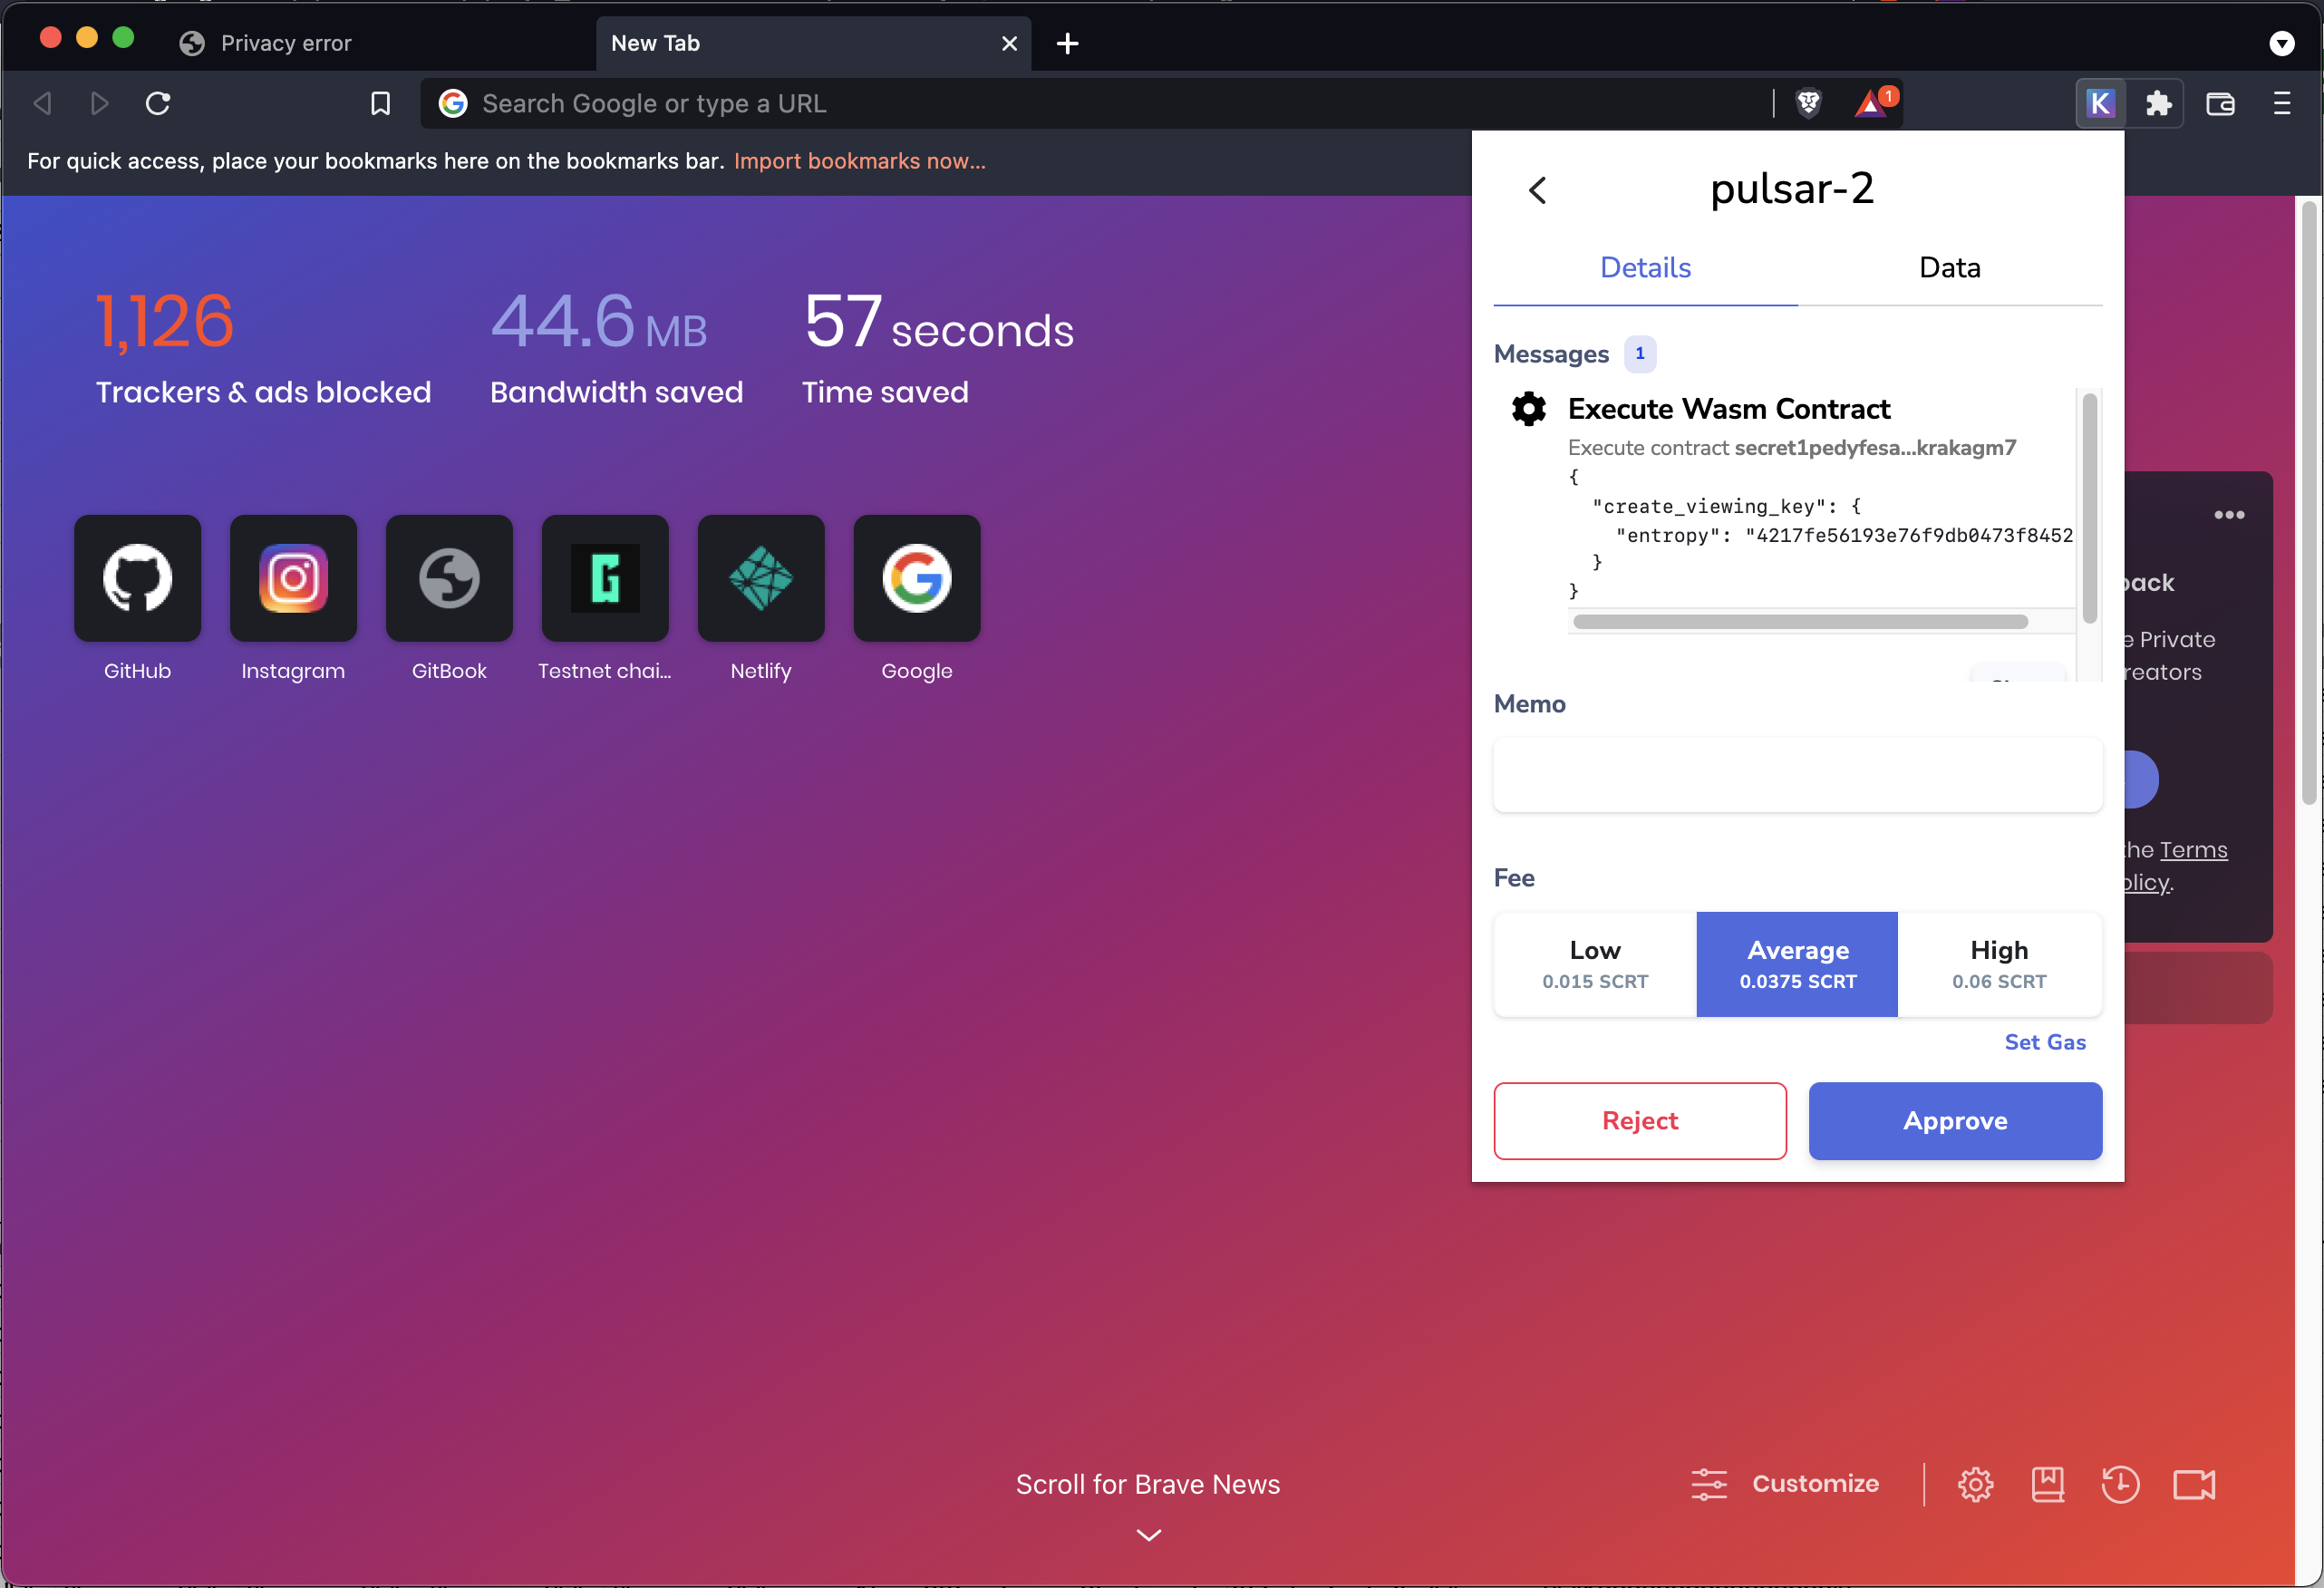 Privacy error
New Tab
Search Google or type a URL
1
For quick access, place your bookmarks here on the bookmarks bar. Import bookmarks now...
1,126
Trackers & ads blocked
44.6 MB
Bandwidth saved
57 seconds
Time saved
GitHub
Instagram
GitBook
Testnet chai...
Netlify
Google
pulsar-2
Details
Data
Messages 1
Execute Wasm Contract
Execute contract secret1pedyfesa...krakagm7
{
"create_viewing_key": {
"entropy": "4217fe56193e76f9db0473f8452
}
}
Memo
Fee
Low
0.015 SCRT
Average
0.0375 SCRT
High
0.06 SCRT
Set Gas
Reject
Approve
Private
Terms
Scroll for Brave News
Customize